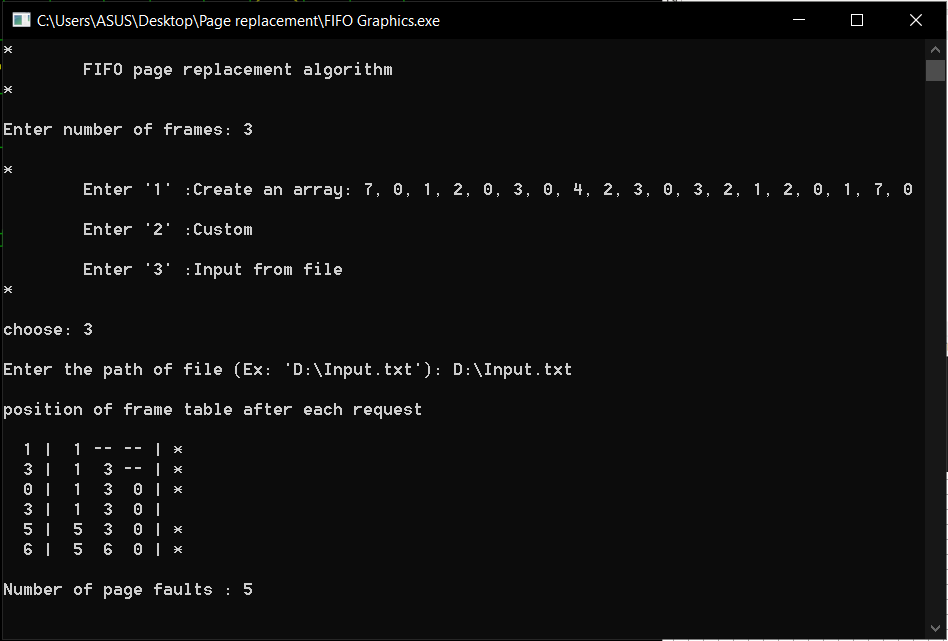 C:\Users\ASUS\Desktop\Page replacement\FIFO Graphics.exe
*
FIFO page replacement algorithm
*
Enter number of frames: 3
*
Enter '1' :Create an array: 7, 0, 1, 2, 0, 3, 0, 4, 2, 3, 0, 3, 2, 1, 2, 0, 1, 7, 0
Enter '2' :Custom
Enter '3' :Input from file
*
choose: 3
Enter the path of file (Ex: 'D:\Input.txt'): D:\Input.txt
position of frame table after each request
1 | 1 -- -- | *
3 | 1 3 -- | *
0 | 1 3 0 | *
3 | 1 3 0 |
5 | 5 3 0 | *
6 | 5 6 0 | *
Number of page faults : 5